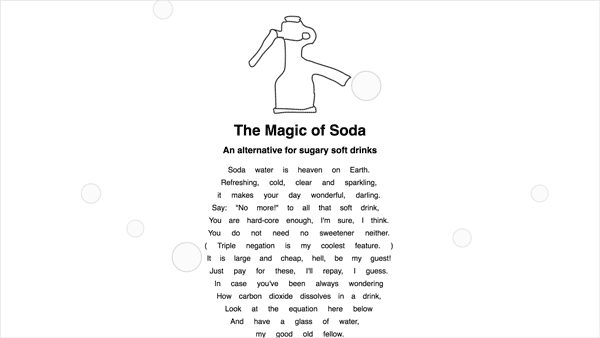 The Magic of Soda
An alternative for sugary soft drinks
Soda water is heaven on Earth.
Refreshing, cold, clear and sparkling,
it makes your day wonderful, darling.
Say: "No more!" to all that soft drink,
You are hard-core enough, I'm sure, I think.
You do not need no sweetener neither.
( Triple negation is my coolest feature. )
It is large and cheap, hell, be my guest!
Just pay for these, I'll repay, I guess.
In case you've been always wondering
How carbon dioxide dissolves in a drink,
Look at the equation here below
And have a glass of water,
my good old fellow.